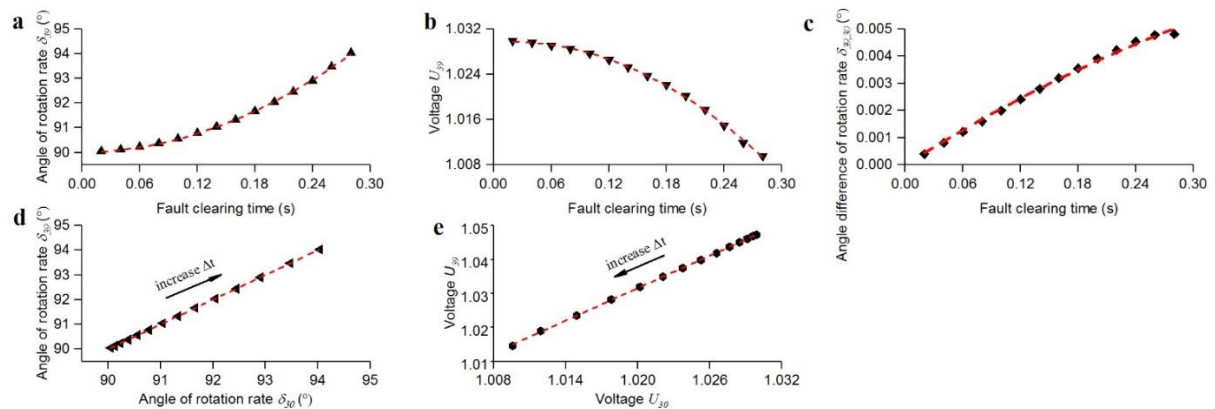 a
Angle of rotation rate δ39 (°)
95
94
93
92
91
90
0.00 0.06 0.12 0.18 0.24 0.30
Fault clearing time (s)
b
Voltage U39
1.032
1.024
1.016
1.008
0.00 0.06 0.12 0.18 0.24 0.30
Fault clearing time (s)
c
Angle difference of rotation rate δ39,30 (°)
0.005
0.004
0.003
0.002
0.001
0.000
0.00 0.06 0.12 0.18 0.24 0.30
Fault clearing time (s)
d
Angle of rotation rate δ39 (°)
95
94
93
92
91
90
increase Δt
90 91 92 93 94 95
Angle of rotation rate δ30 (°)
e
Voltage U39
1.05
1.04
1.03
1.02
1.01
increase Δt
1.008 1.014 1.020 1.026 1.032
Voltage U30